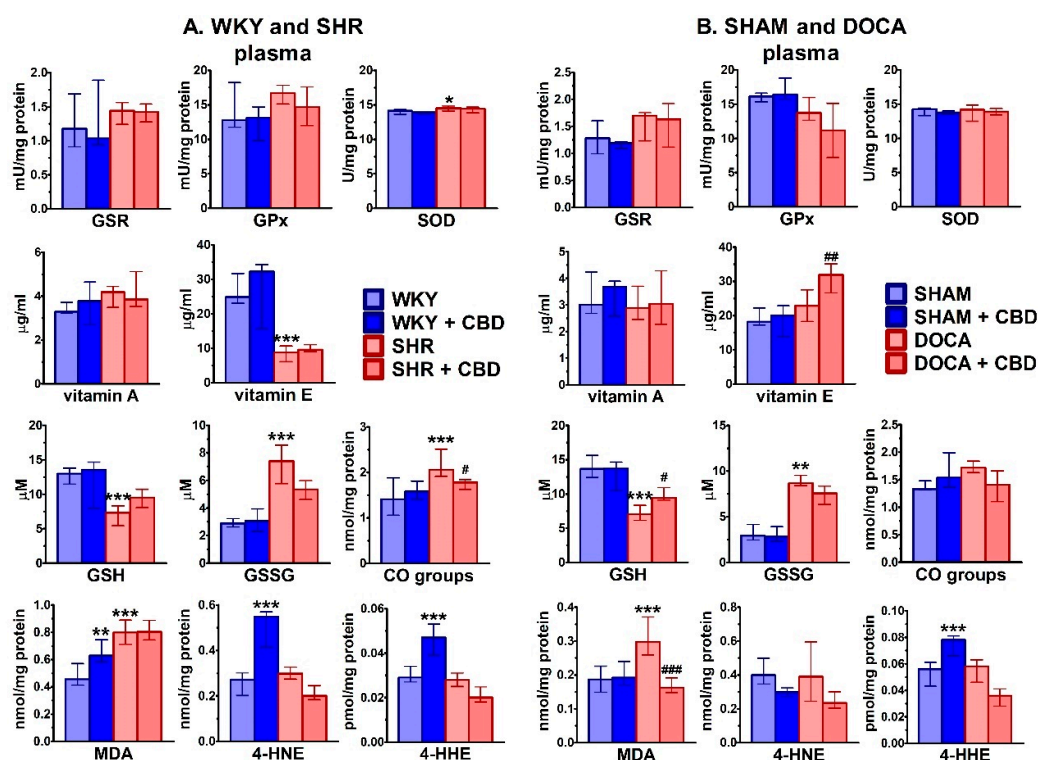 A. WKY and SHR
plasma
B. SHAM and DOCA
plasma
mU/mg protein
2.0
1.5
1.0
0.5
0.0
GSR
mU/mg protein
20
15
10
5
0
GPx
U/mg protein
20
15
10
5
0
*
SOD
mU/mg protein
2.5
2.0
1.5
1.0
0.5
0.0
GSR
mU/mg protein
20
15
10
5
0
GPx
U/mg protein
20
15
10
5
0
SOD
µg/ml
6
4
2
0
vitamin A
µg/ml
40
30
20
10
0
***
vitamin E
WKY
WKY + CBD
SHR
SHR + CBD
µg/ml
5
4
3
2
1
0
vitamin A
µg/ml
40
30
20
10
0
##
vitamin E
SHAM
SHAM + CBD
DOCA
DOCA + CBD
µM
20
15
10
5
0
***
GSH
µM
10
8
6
4
2
0
***
GSSG
nmol/mg protein
3
2
1
0
***
#
CO groups
µM
20
15
10
5
0
***
#
GSH
µM
15
10
5
0
**
GSSG
nmol/mg protein
2.5
2.0
1.5
1.0
0.5
0.0
CO groups
nmol/mg protein
1.0
0.8
0.6
0.4
0.2
0.0
**
***
MDA
nmol/mg protein
0.6
0.4
0.2
0.0
***
4-HNE
pmol/mg protein
0.06
0.04
0.02
0.00
***
4-HHE
nmol/mg protein
0.4
0.3
0.2
0.1
0.0
***
###
MDA
nmol/mg protein
0.8
0.6
0.4
0.2
0.0
4-HNE
pmol/mg protein
0.10
0.08
0.06
0.04
0.02
0.00
***
4-HHE